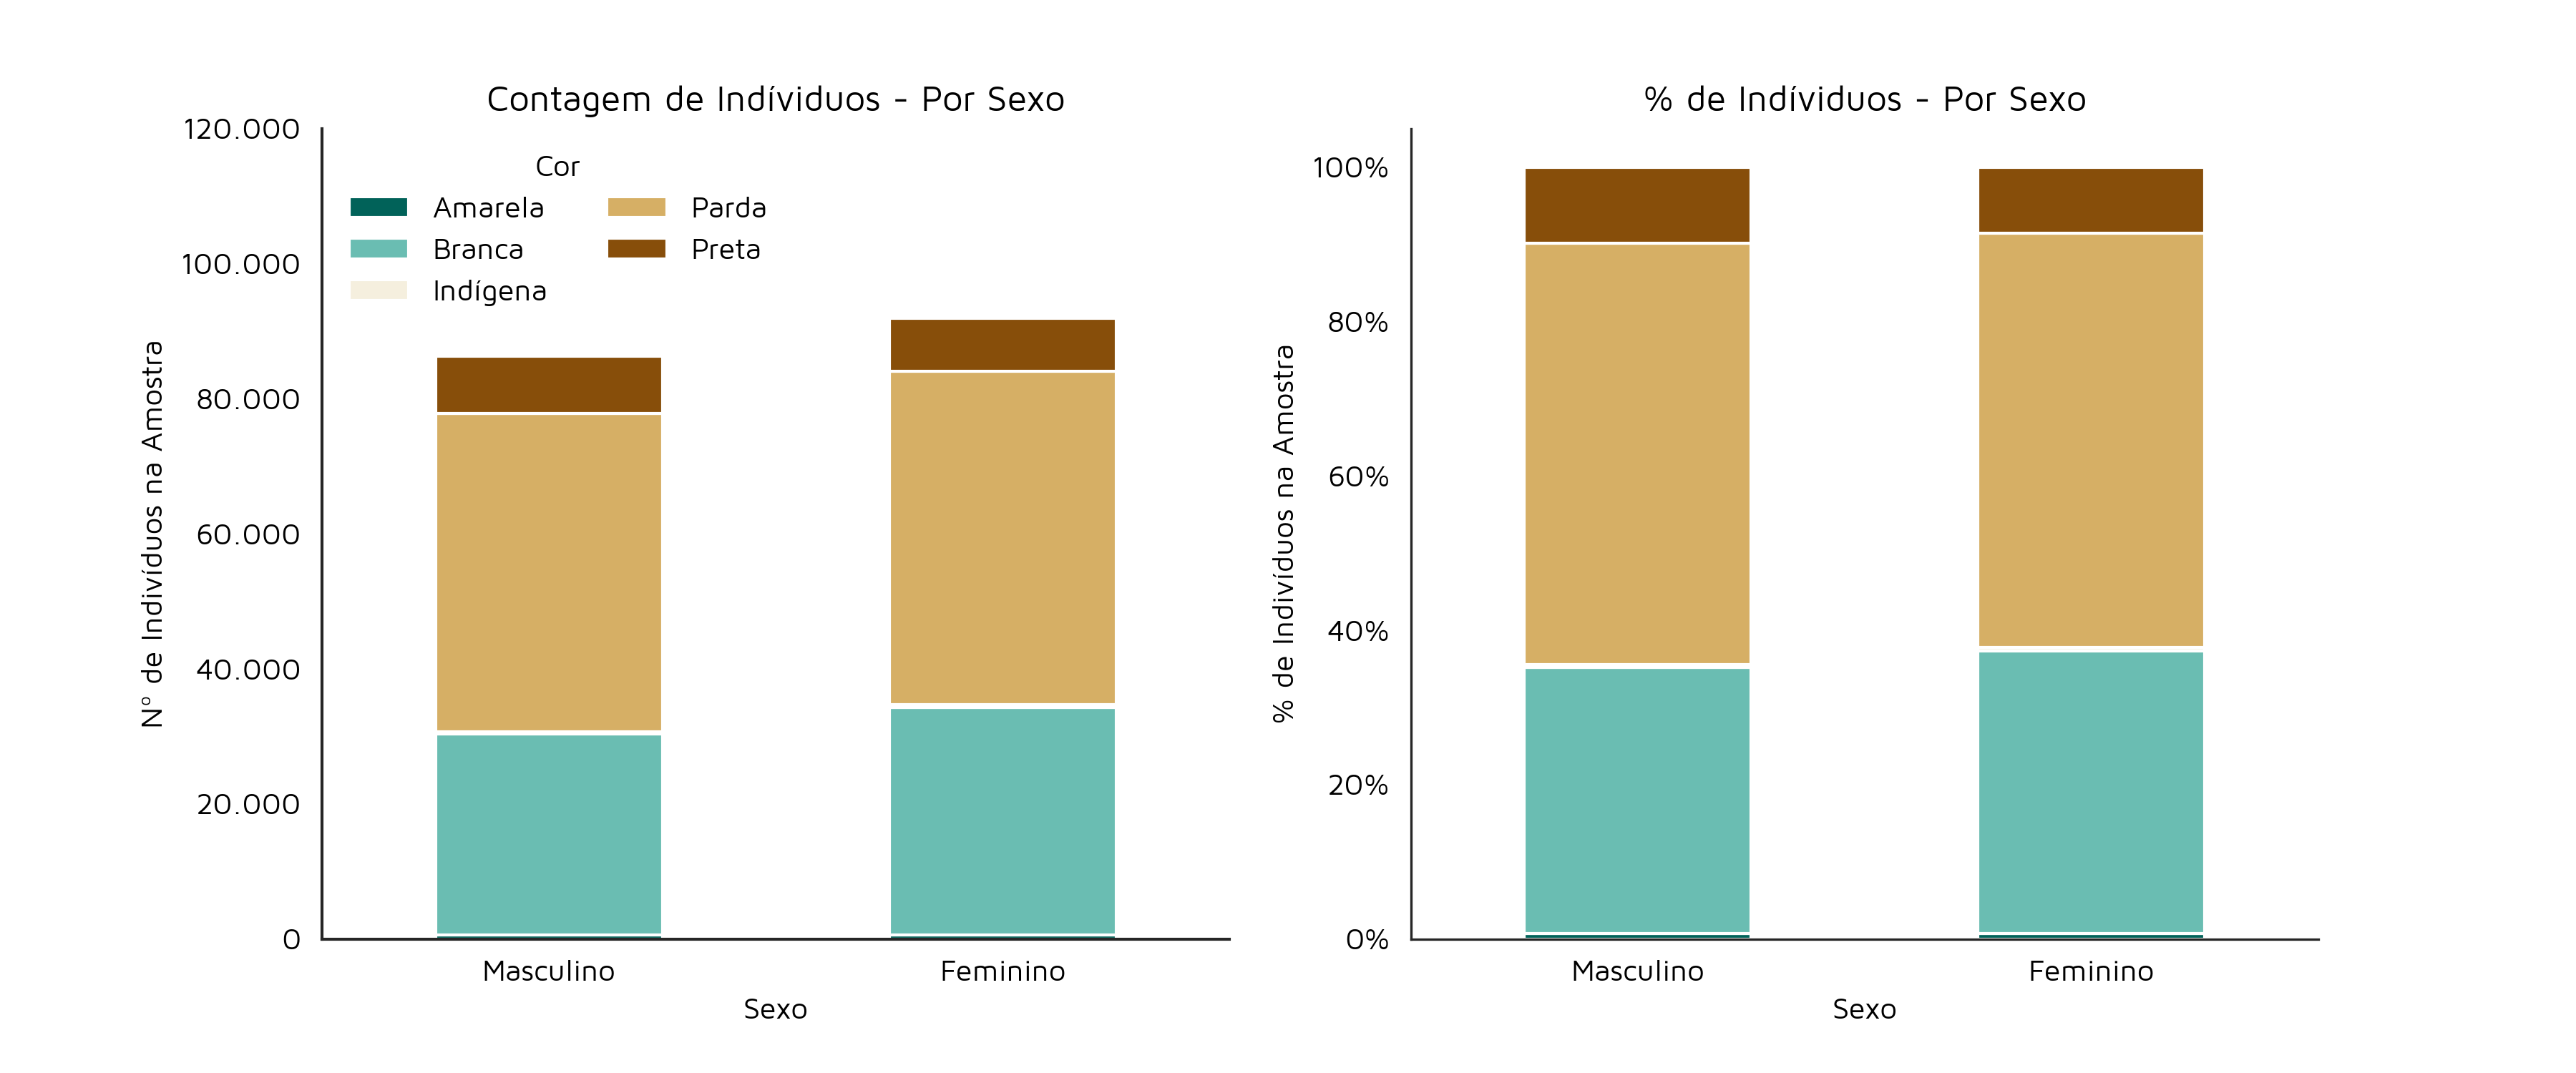 Contagem de Indíviduos - Por Sexo
120.000
100.000
80.000
60.000
40.000
20.000
0
Nº de Indivíduos na Amostra
Cor
Amarela
Branca
Indígena
Parda
Preta
Masculino
Feminino
Sexo
% de Indíviduos - Por Sexo
100%
80%
60%
40%
20%
0%
% de Indivíduos na Amostra
Masculino
Feminino
Sexo